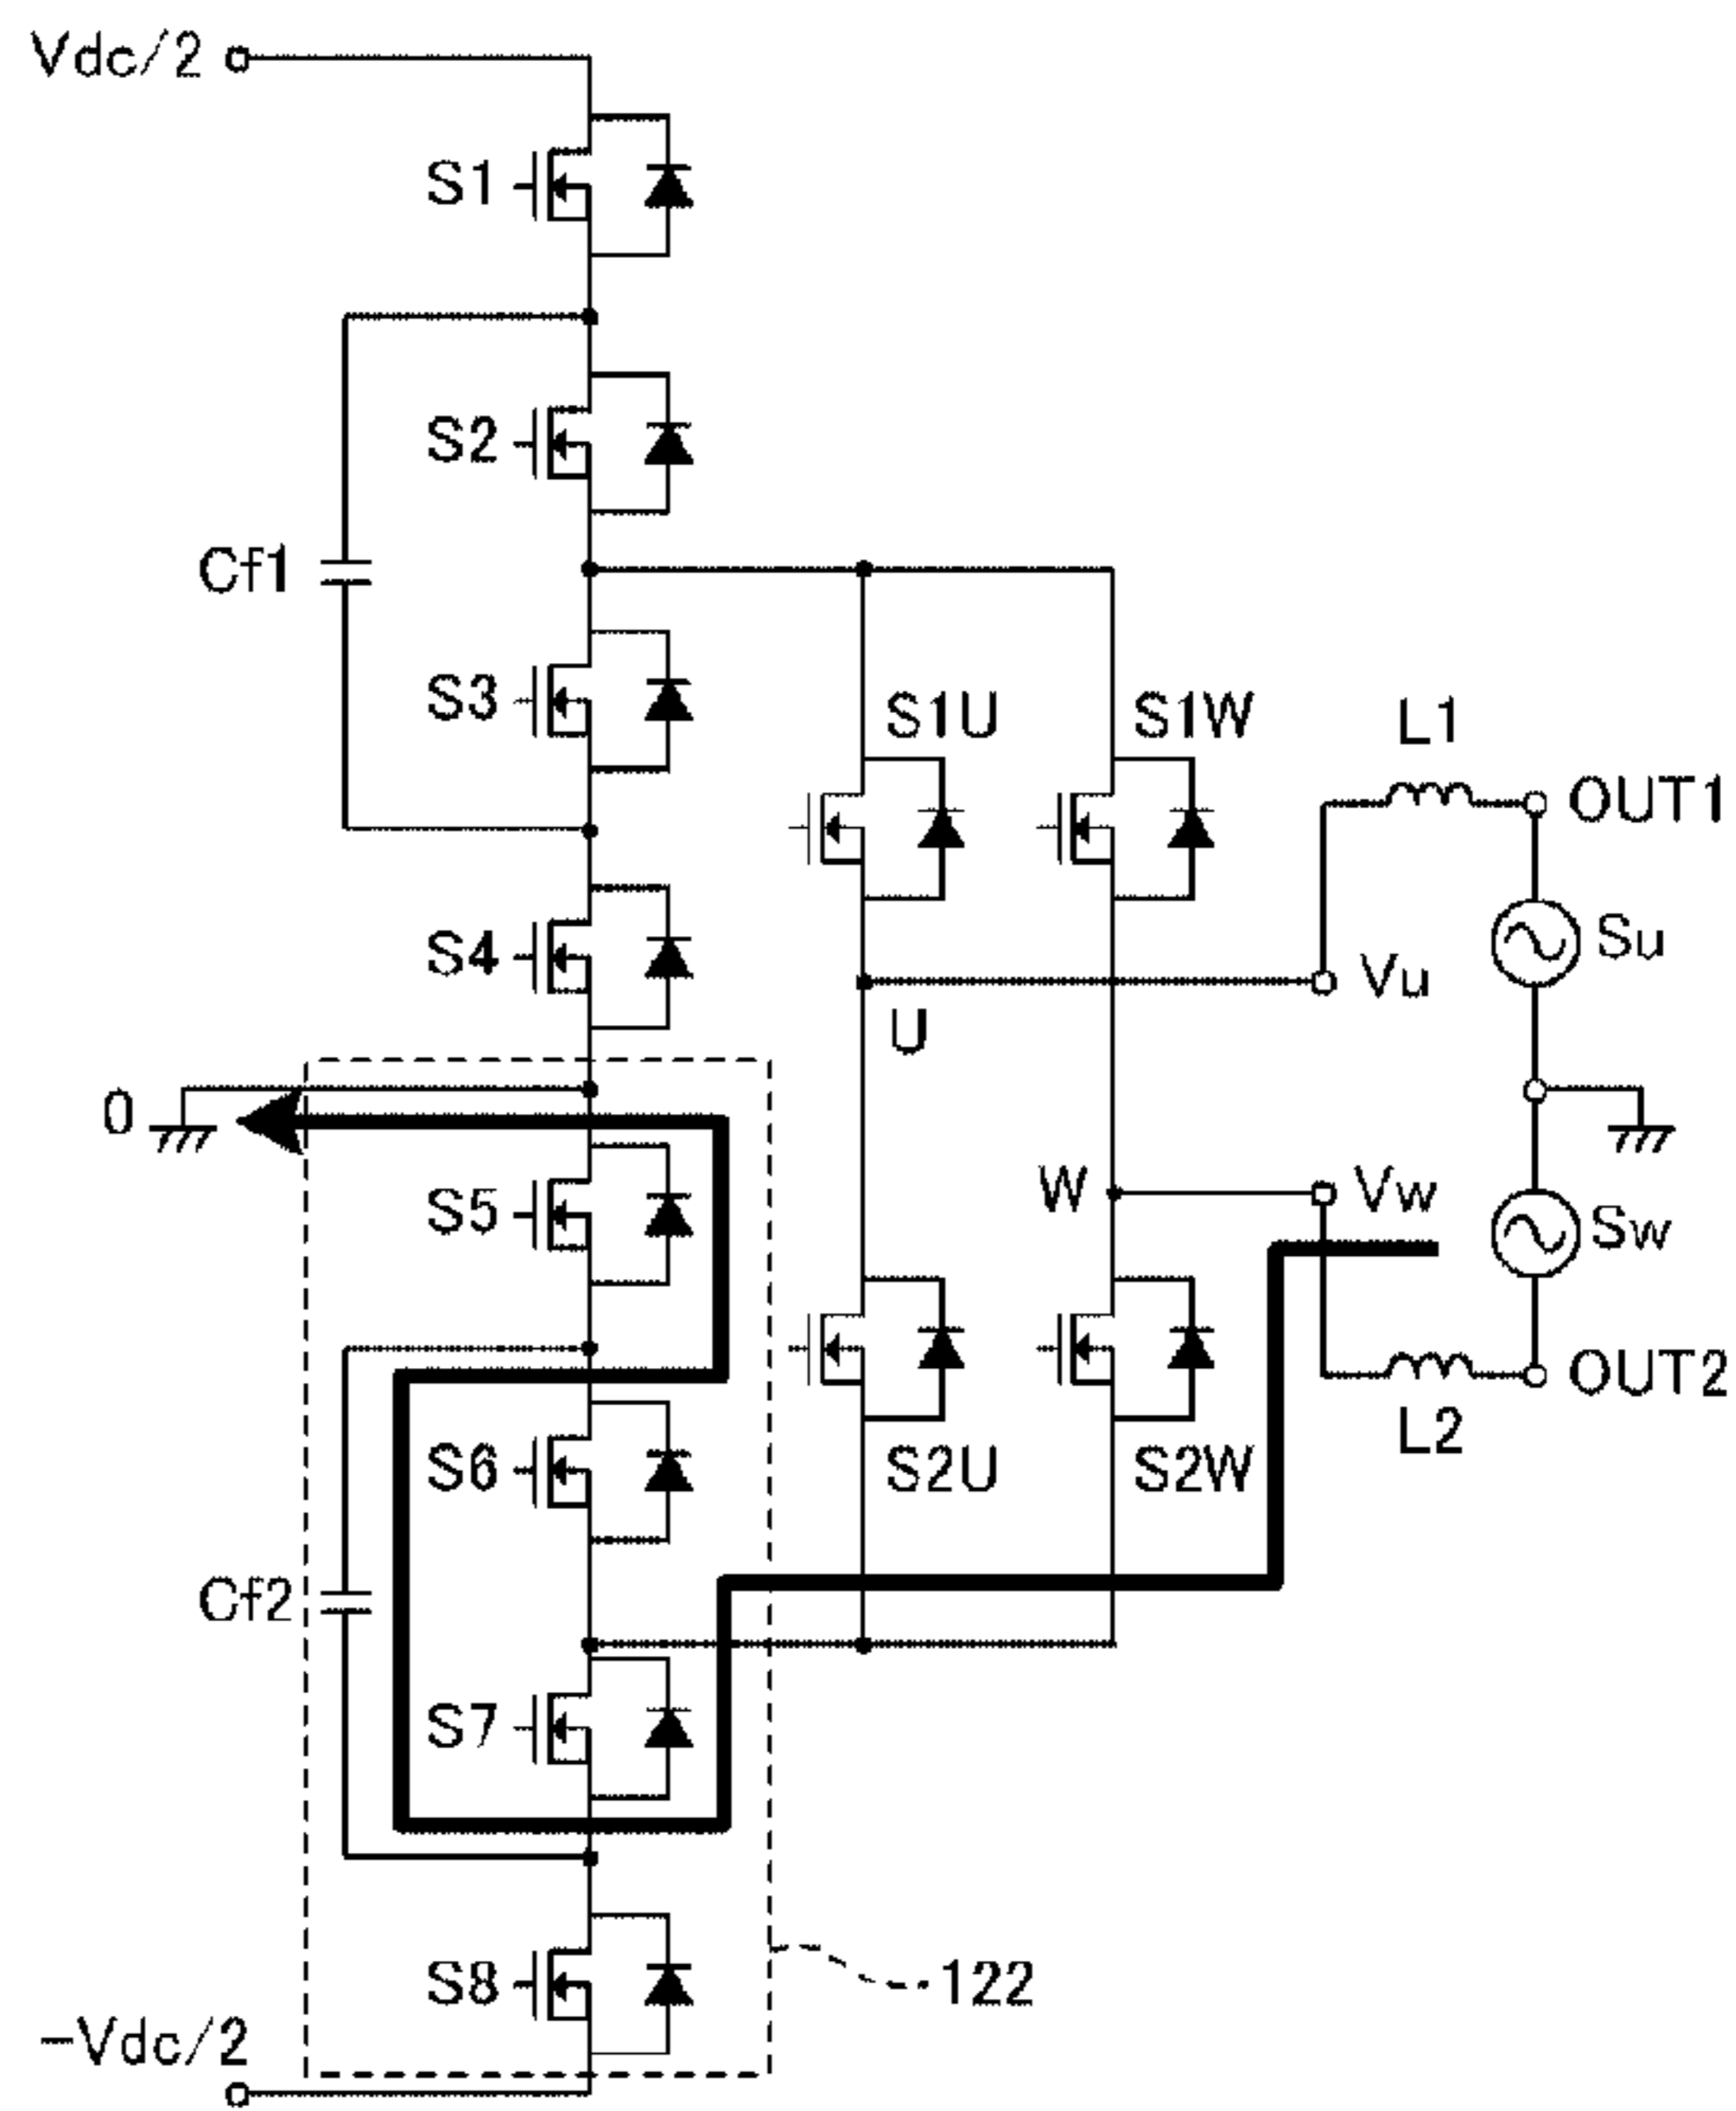 Vdc/2
S1
S2
Cf1
S3
S1U
S1W
L1
OUT1
S4
Su
Vu
U
0
W
Vw
S5
Sw
OUT2
L2
S6
S2U
S2W
Cf2
S7
S8
122
-Vdc/2